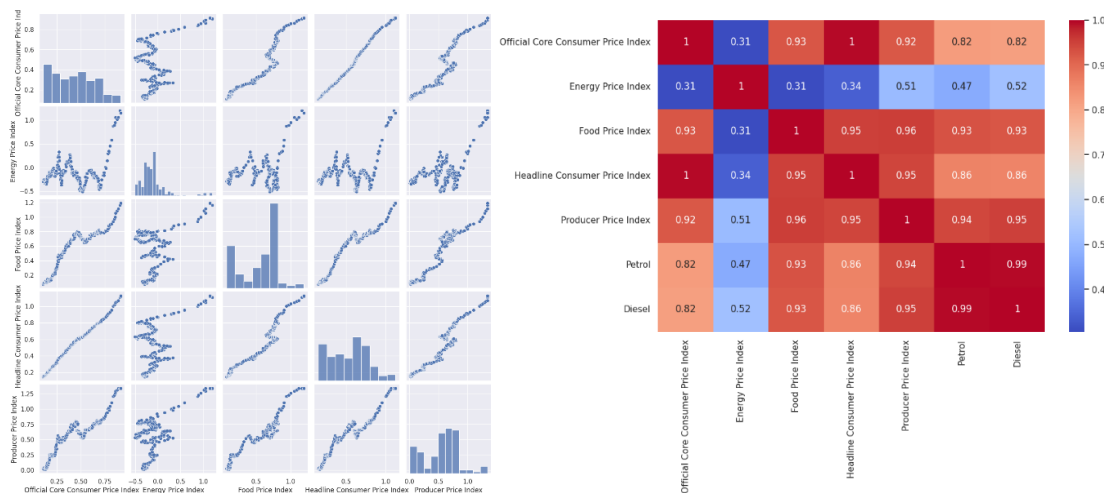 Official Core Consumer Price Ind
0.8
0.6
0.4
0.2
Energy Price Index
1.0
0.5
0.0
−0.5
Food Price Index
1.2
1.0
0.8
0.6
0.4
0.2
Headline Consumer Price Index
1.0
0.8
0.6
0.4
0.2
Producer Price Index
1.25
1.00
0.75
0.50
0.25
0.00
0.25 0.50 0.75 −0.5 0.0 0.5 1.0 0.5 1.0 0.5 1.0 0.0 0.5 1.0
Official Core Consumer Price Index Energy Price Index Food Price Index Headline Consumer Price Index Producer Price Index
Official Core Consumer Price Index 1 0.31 0.93 1 0.92 0.82 0.82
Energy Price Index 0.31 1 0.31 0.34 0.51 0.47 0.52
Food Price Index 0.93 0.31 1 0.95 0.96 0.93 0.93
Headline Consumer Price Index 1 0.34 0.95 1 0.95 0.86 0.86
Producer Price Index 0.92 0.51 0.96 0.95 1 0.94 0.95
Petrol 0.82 0.47 0.93 0.86 0.94 1 0.99
Diesel 0.82 0.52 0.93 0.86 0.95 0.99 1
Official Core Consumer Price Index
Energy Price Index
Food Price Index
Headline Consumer Price Index
Producer Price Index
Petrol
Diesel
1.0
0.9
0.8
0.7
0.6
0.5
0.4